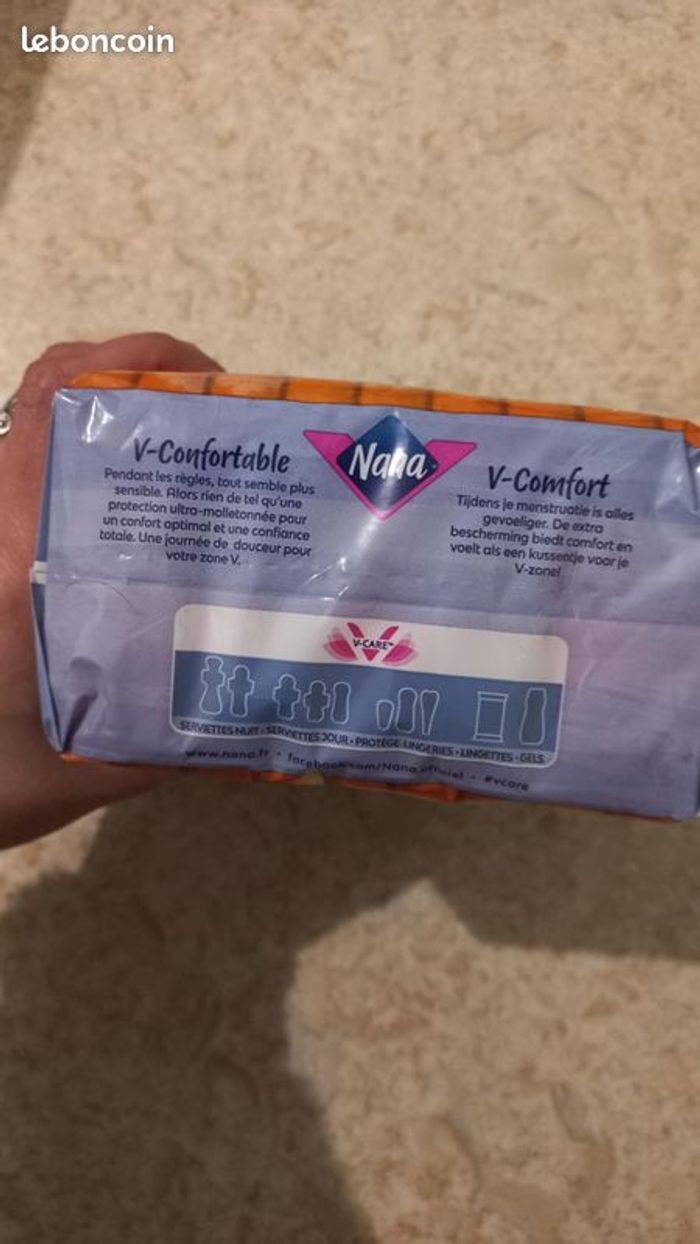 leboncoin
V-Confortable
Pendant les règles, tout semble plus
sensible. Alors rien de tel qu'une
protection ultra-molletonnée pour
un confort optimal et une confiance
totale. Une journée de douceur pour
votre zone V.
Nana
V-Comfort
Tijdens je menstruatie is alles
gevoeliger. De extra
bescherming biedt comfort en
voelt als een kussentje voor je
V-zone!
V-CARE™
SERVIETTES NUIT • SERVIETTES JOUR • PROTÈGE-LINGERIES • LINGETTES • GELS
www.nana.fr • facebook.com/Nana.officiel • #vcare